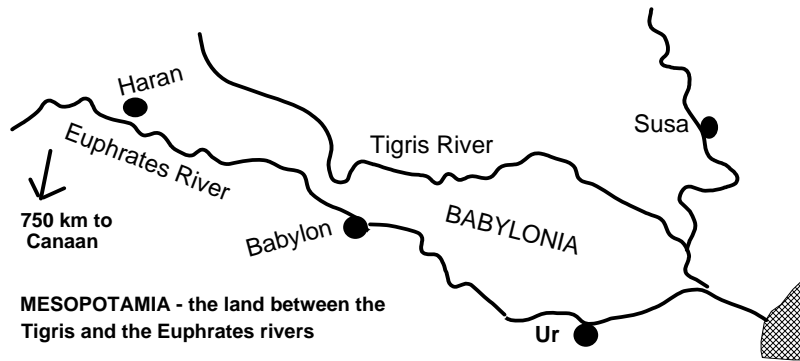 Haran
Susa
Tigris River
Euphrates River
750 km to
Canaan
Babylon
BABYLONIA
MESOPOTAMIA - the land between the
Tigris and the Euphrates rivers
Ur